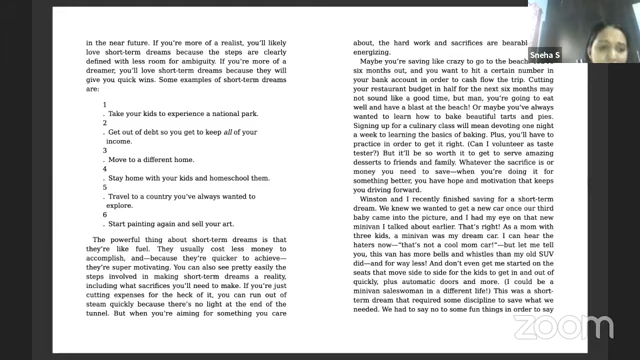 in the near future. If you're more of a realist, you'll likely
love short-term dreams because the steps are clearly
defined with less room for ambiguity. If you're more of a
dreamer, you'll love short-term dreams because they will
give you quick wins. Some examples of short-term dreams
are:
1
. Take your kids to experience a national park.
2
. Get out of debt so you get to keep all of your
income.
3
. Move to a different home.
4
. Stay home with your kids and homeschool them.
5
. Travel to a country you've always wanted to
explore.
6
. Start painting again and sell your art.
The powerful thing about short-term dreams is that
they're like fuel. They usually cost less money to
accomplish, and—because they're quicker to achieve—
they're super motivating. You can also see pretty easily the
steps involved in making short-term dreams a reality,
including what sacrifices you'll need to make. If you're just
cutting expenses for the heck of it, you can run out of
steam quickly because there's no light at the end of the
tunnel. But when you're aiming for something you care
about, the hard work and sacrifices are bearable
energizing.
Maybe you're saving like crazy to go to the beach
six months out, and you want to hit a certain number in
your bank account in order to cash flow the trip. Cutting
your restaurant budget in half for the next six months may
not sound like a good time, but man, you're going to eat
well and have a blast at the beach! Or maybe you've always
wanted to learn how to bake beautiful tarts and pies.
Signing up for a culinary class will mean devoting one night
a week to learning the basics of baking. Plus, you'll have to
practice in order to get it right. (Can I volunteer as taste
tester?) But it'll be so worth it to get to serve amazing
desserts to friends and family. Whatever the sacrifice is or
money you need to save—when you're doing it for
something better, you have hope and motivation that keeps
you driving forward.
Winston and I recently finished saving for a short-term
dream. We knew we wanted to get a new car once our third
baby came into the picture, and I had my eye on that new
minivan I talked about earlier. That's right! As a mom with
three kids, a minivan was my dream car. I can hear the
haters now—"that's not a cool mom car!"—but let me tell
you, this van has more bells and whistles than my old SUV
did—and for way less! And don't even get me started on the
seats that move side to side for the kids to get in and out of
quickly, plus automatic doors and more. (I could be a
minivan saleswoman in a different life!) This was a short-
term dream that required some discipline to save what we
needed. We had to say no to some fun things in order to say
Sneha S
zoom